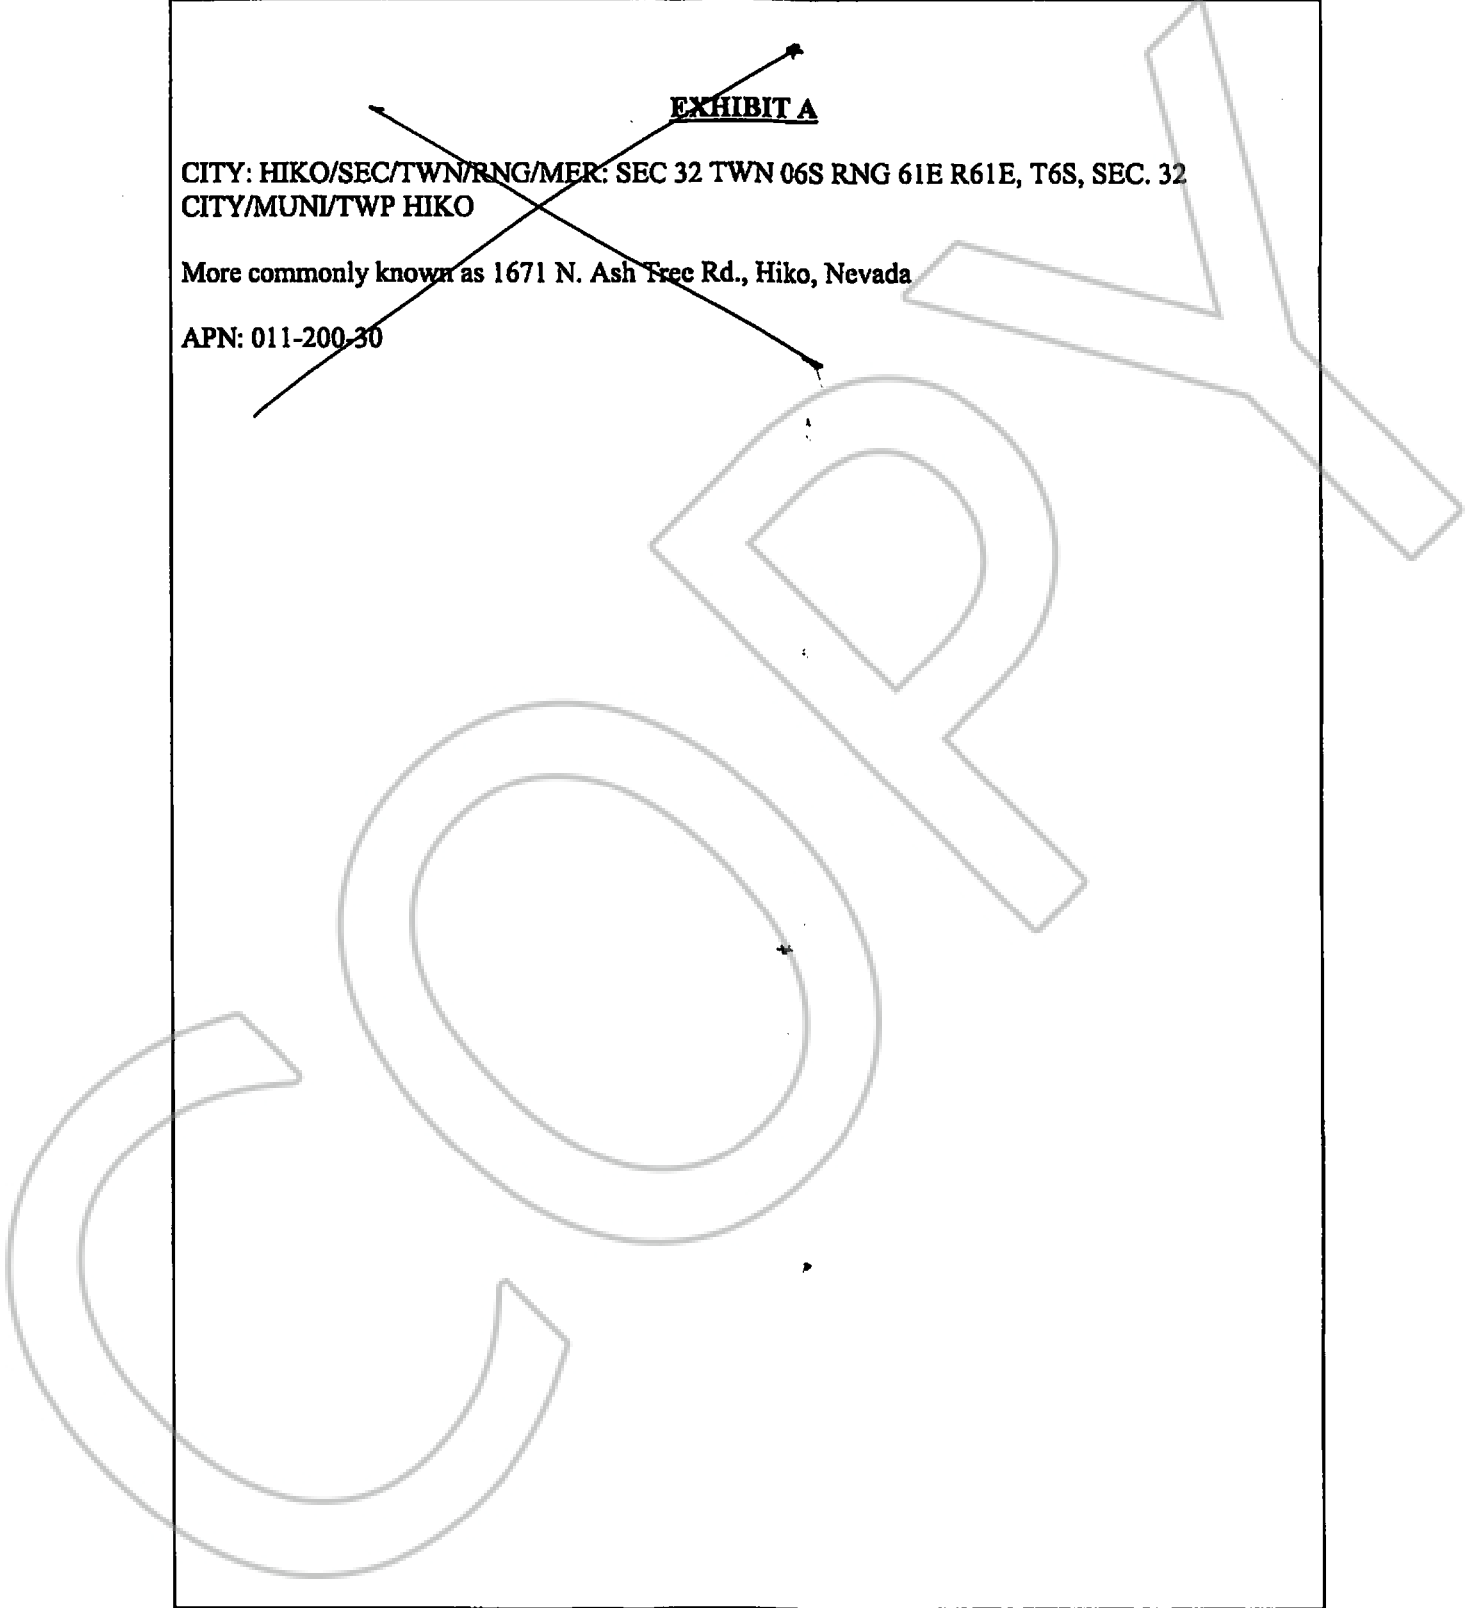 EXHIBIT A
CITY: HIKO/SEC/TWN/RNG/MER: SEC 32 TWN 06S RNG 61E R61E, T6S, SEC. 32
CITY/MUNI/TWP HIKO
More commonly known as 1671 N. Ash Tree Rd., Hiko, Nevada
APN: 011-200-30
COPY